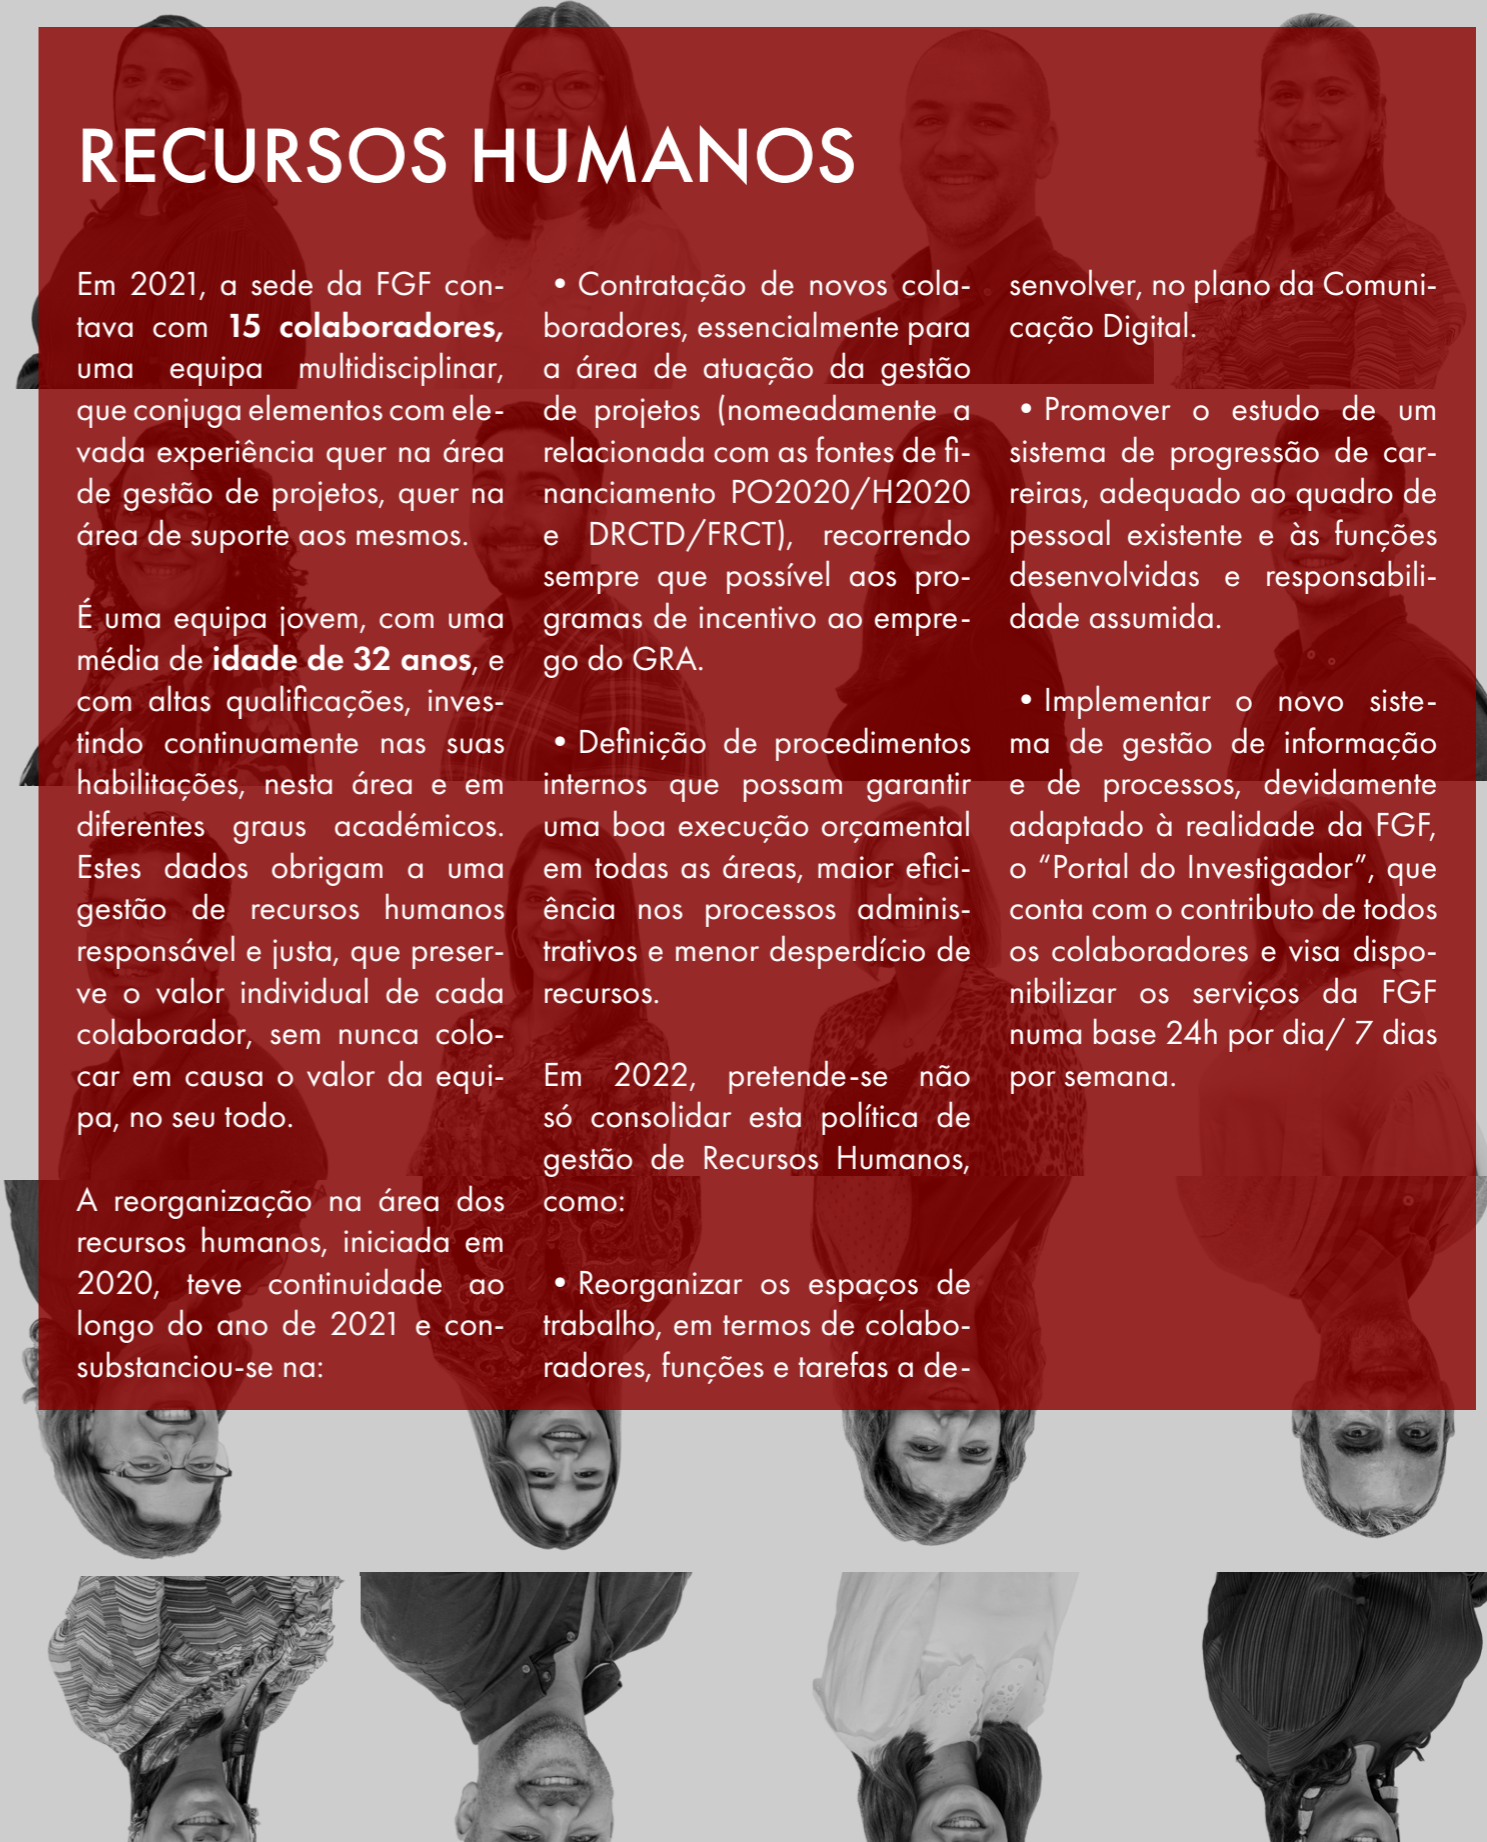 RECURSOS HUMANOS
Em 2021, a sede da FGF con-
tava com 15 colaboradores,
uma equipa multidisciplinar,
que conjuga elementos com ele-
vada experiência quer na área
de gestão de projetos, quer na
área de suporte aos mesmos.
É uma equipa jovem, com uma
média de idade de 32 anos, e
com altas qualificações, inves-
tindo continuamente nas suas
habilitações, nesta área e em
diferentes graus académicos.
Estes dados obrigam a uma
gestão de recursos humanos
responsável e justa, que preser-
ve o valor individual de cada
colaborador, sem nunca colo-
car em causa o valor da equi-
pa, no seu todo.
A reorganização na área dos
recursos humanos, iniciada em
2020, teve continuidade ao
longo do ano de 2021 e con-
substanciou-se na:
• Contratação de novos cola-
boradores, essencialmente para
a área de atuação da gestão
de projetos (nomeadamente a
relacionada com as fontes de fi-
nanciamento PO2020/H2020
e DRCTD/FRCT), recorrendo
sempre que possível aos pro-
gramas de incentivo ao empre-
go do GRA.
• Definição de procedimentos
internos que possam garantir
uma boa execução orçamental
em todas as áreas, maior efici-
ência nos processos adminis-
trativos e menor desperdício de
recursos.
Em 2022, pretende-se não
só consolidar esta política de
gestão de Recursos Humanos,
como:
• Reorganizar os espaços de
trabalho, em termos de colabo-
radores, funções e tarefas a de-
senvolver, no plano da Comuni-
cação Digital.
• Promover o estudo de um
sistema de progressão de car-
reiras, adequado ao quadro de
pessoal existente e às funções
desenvolvidas e responsabili-
dade assumida.
• Implementar o novo siste-
ma de gestão de informação
e de processos, devidamente
adaptado à realidade da FGF,
o “Portal do Investigador”, que
conta com o contributo de todos
os colaboradores e visa dispo-
nibilizar os serviços da FGF
numa base 24h por dia/ 7 dias
por semana.